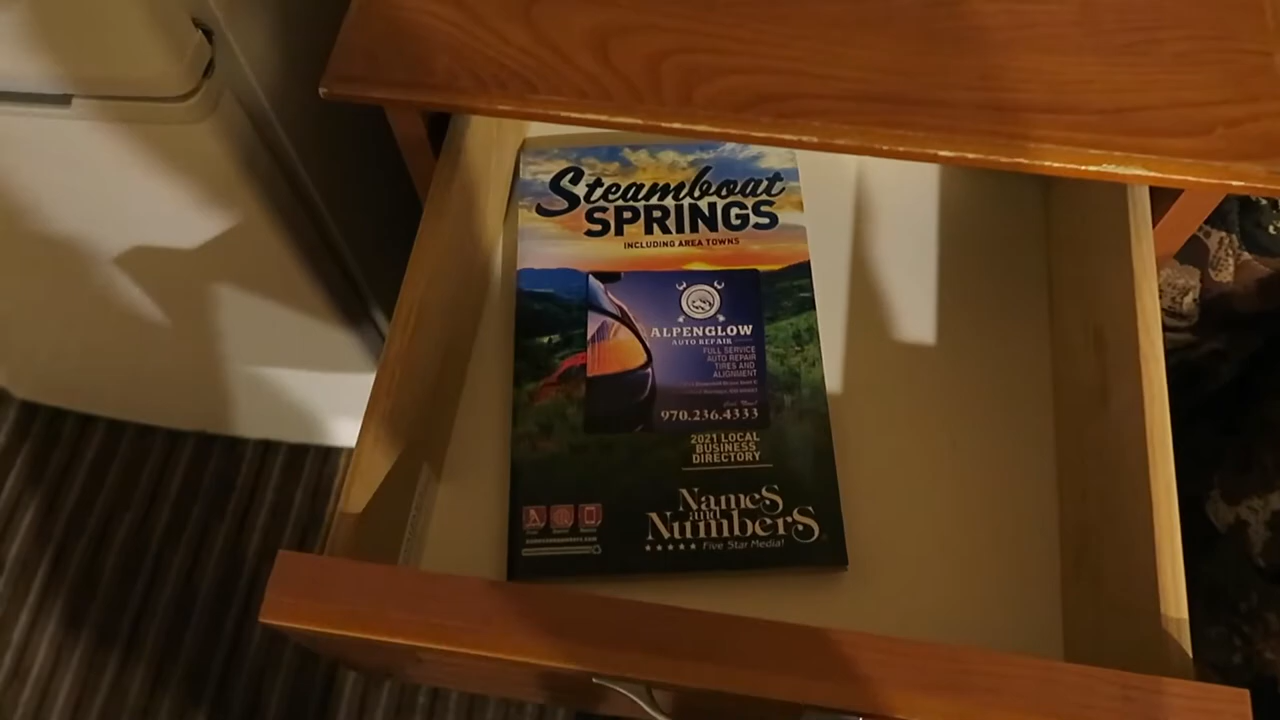 Steamboat
SPRINGS
INCLUDING AREA TOWNS
ALPENGLOW
AUTO REPAIR
FULL SERVICE
AUTO REPAIR
TIRES AND
ALIGNMENT
970.236.4333
2021 LOCAL
BUSINESS
DIRECTORY
Names
and
Numbers
Five Star Media!